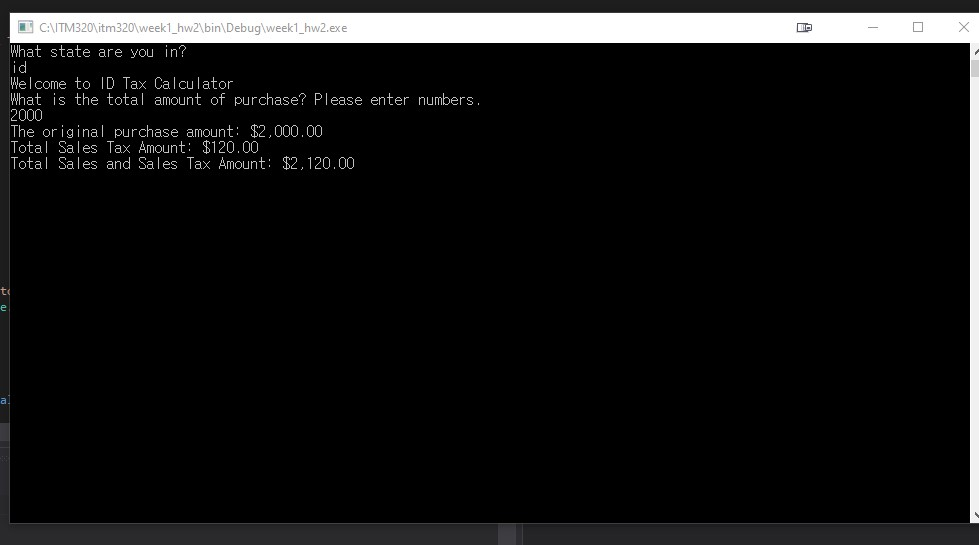 C:\ITM320\itm320\week1_hw2\bin\Debug\week1_hw2.exe
What state are you in?
id
Welcome to ID Tax Calculator
What is the total amount of purchase? Please enter numbers.
2000
The original purchase amount: $2,000.00
Total Sales Tax Amount: $120.00
Total Sales and Sales Tax Amount: $2,120.00
to
e
al